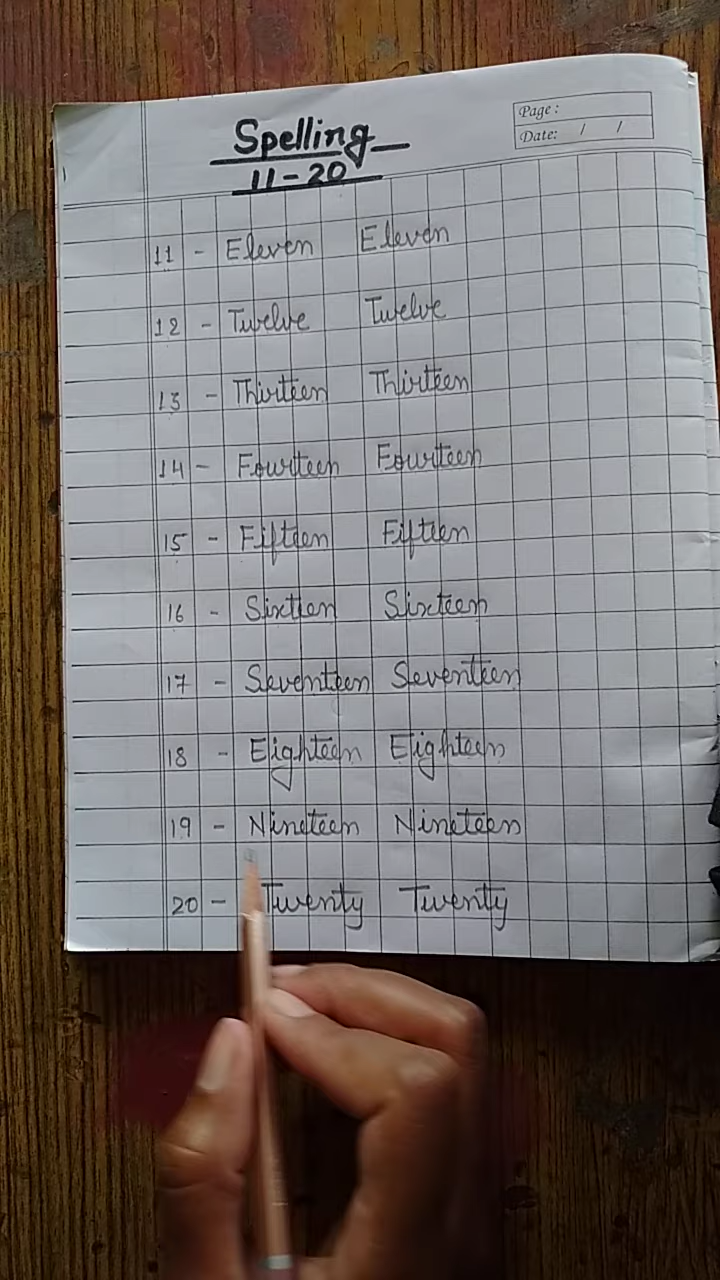 Page :
Date: / /
Spelling
11-20
11 - Eleven Eleven
12 - Twelve Twelve
13 - Thirteen Thirteen
14 - Fourteen Fourteen
15 - Fifteen Fifteen
16 - Sixteen Sixteen
17 - Seventeen Seventeen
18 - Eighteen Eighteen
19 - Nineteen Nineteen
20 - Twenty Twenty